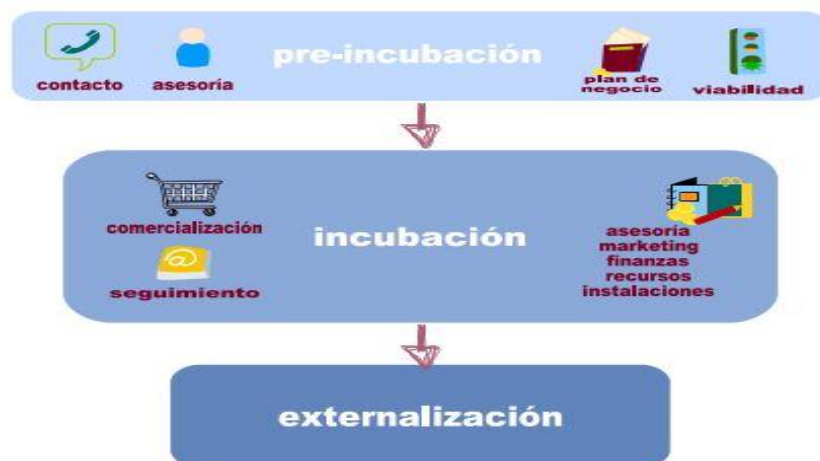 pre-incubación
contacto
asesoría
plan de
negocio
viabilidad
incubación
comercialización
@
seguimiento
asesoría
marketing
finanzas
recursos
instalaciones
externalización